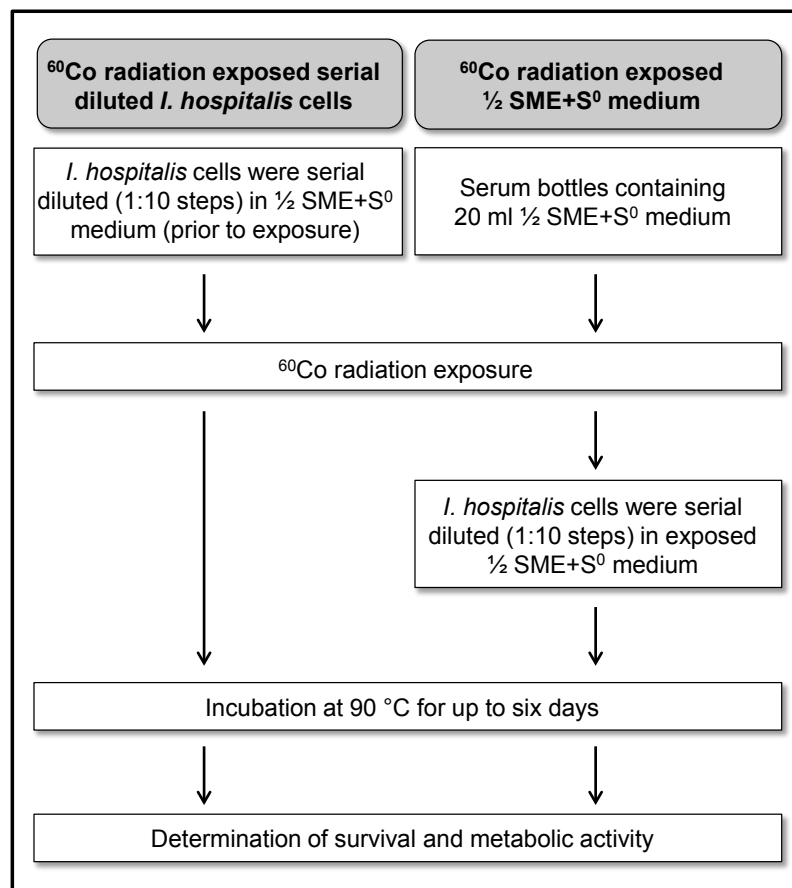 ⁶⁰Co radiation exposed serial
diluted I. hospitalis cells
⁶⁰Co radiation exposed
½ SME+S⁰ medium
I. hospitalis cells were serial
diluted (1:10 steps) in ½ SME+S⁰
medium (prior to exposure)
Serum bottles containing
20 ml ½ SME+S⁰ medium
⁶⁰Co radiation exposure
I. hospitalis cells were serial
diluted (1:10 steps) in exposed
½ SME+S⁰ medium
Incubation at 90 °C for up to six days
Determination of survival and metabolic activity